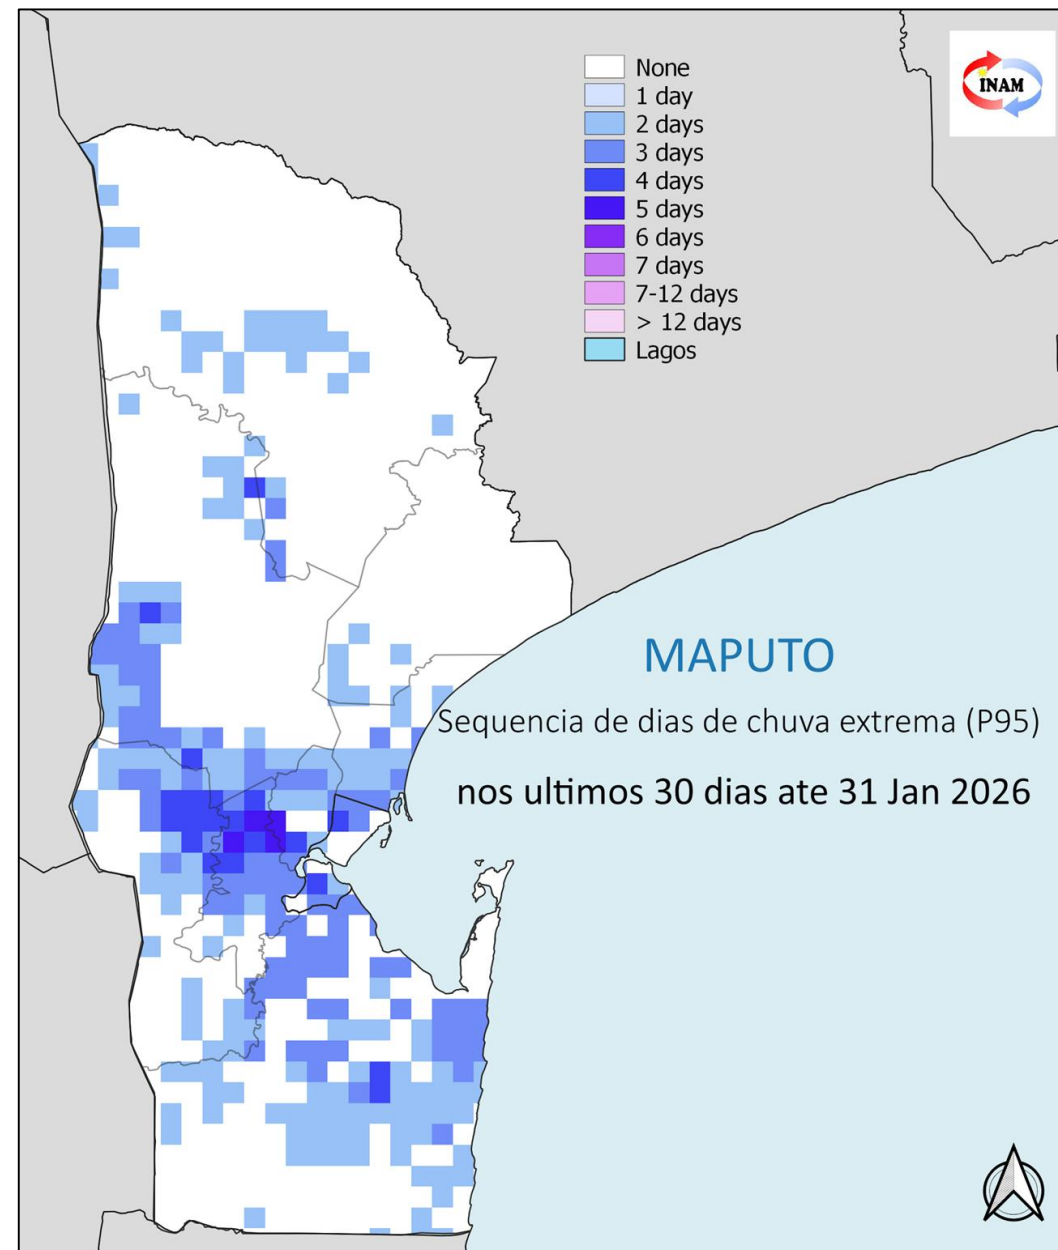 None
1 day
2 days
3 days
4 days
5 days
6 days
7 days
7-12 days
> 12 days
Lagos
INAM
MAPUTO
Sequencia de dias de chuva extrema (P95)
nos ultimos 30 dias ate 31 Jan 2026